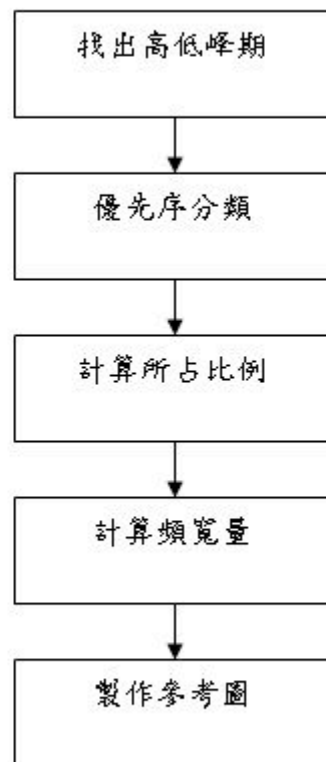 找出高低峰期
優先序分類
計算所占比例
計算頻寬量
製作參考圖